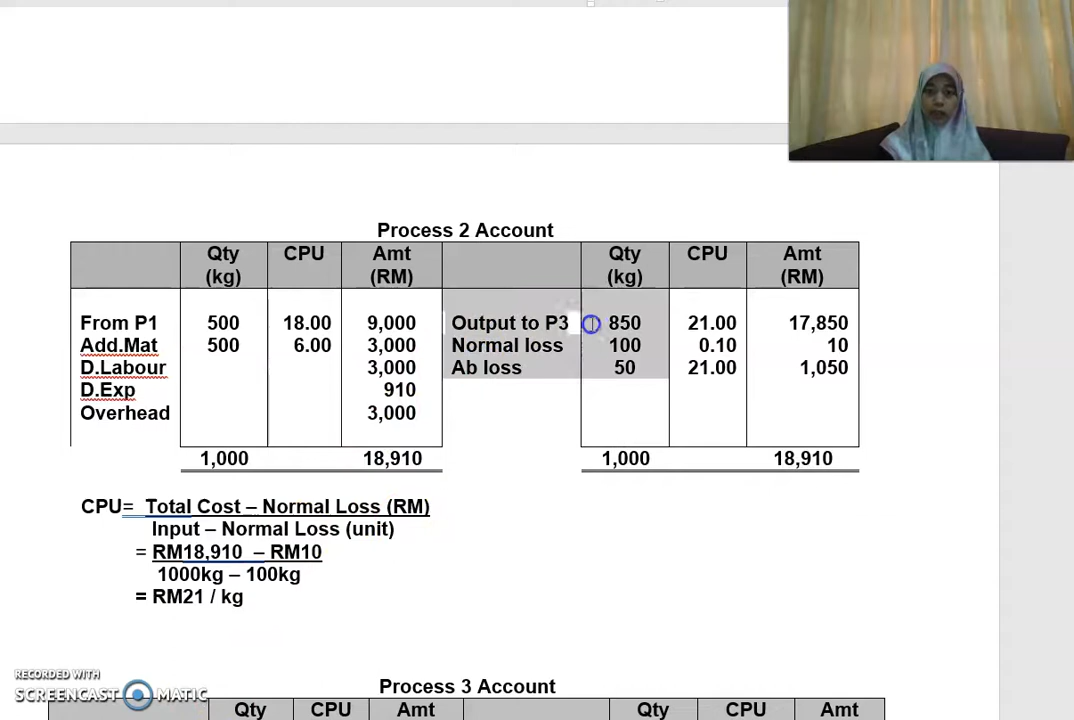 Process 2 Account
Qty (kg) CPU Amt (RM) Qty (kg) CPU Amt (RM)
From P1 500 18.00 9,000 Output to P3 850 21.00 17,850
Add.Mat 500 6.00 3,000 Normal loss 100 0.10 10
D.Labour 3,000 Ab loss 50 21.00 1,050
D.Exp 910
Overhead 3,000
1,000 18,910 1,000 18,910
CPU= Total Cost – Normal Loss (RM)
Input – Normal Loss (unit)
= RM18,910 – RM10
1000kg – 100kg
= RM21 / kg
RECORDED WITH
SCREENCAST MATIC
Process 3 Account
Qty CPU Amt Qty CPU Amt